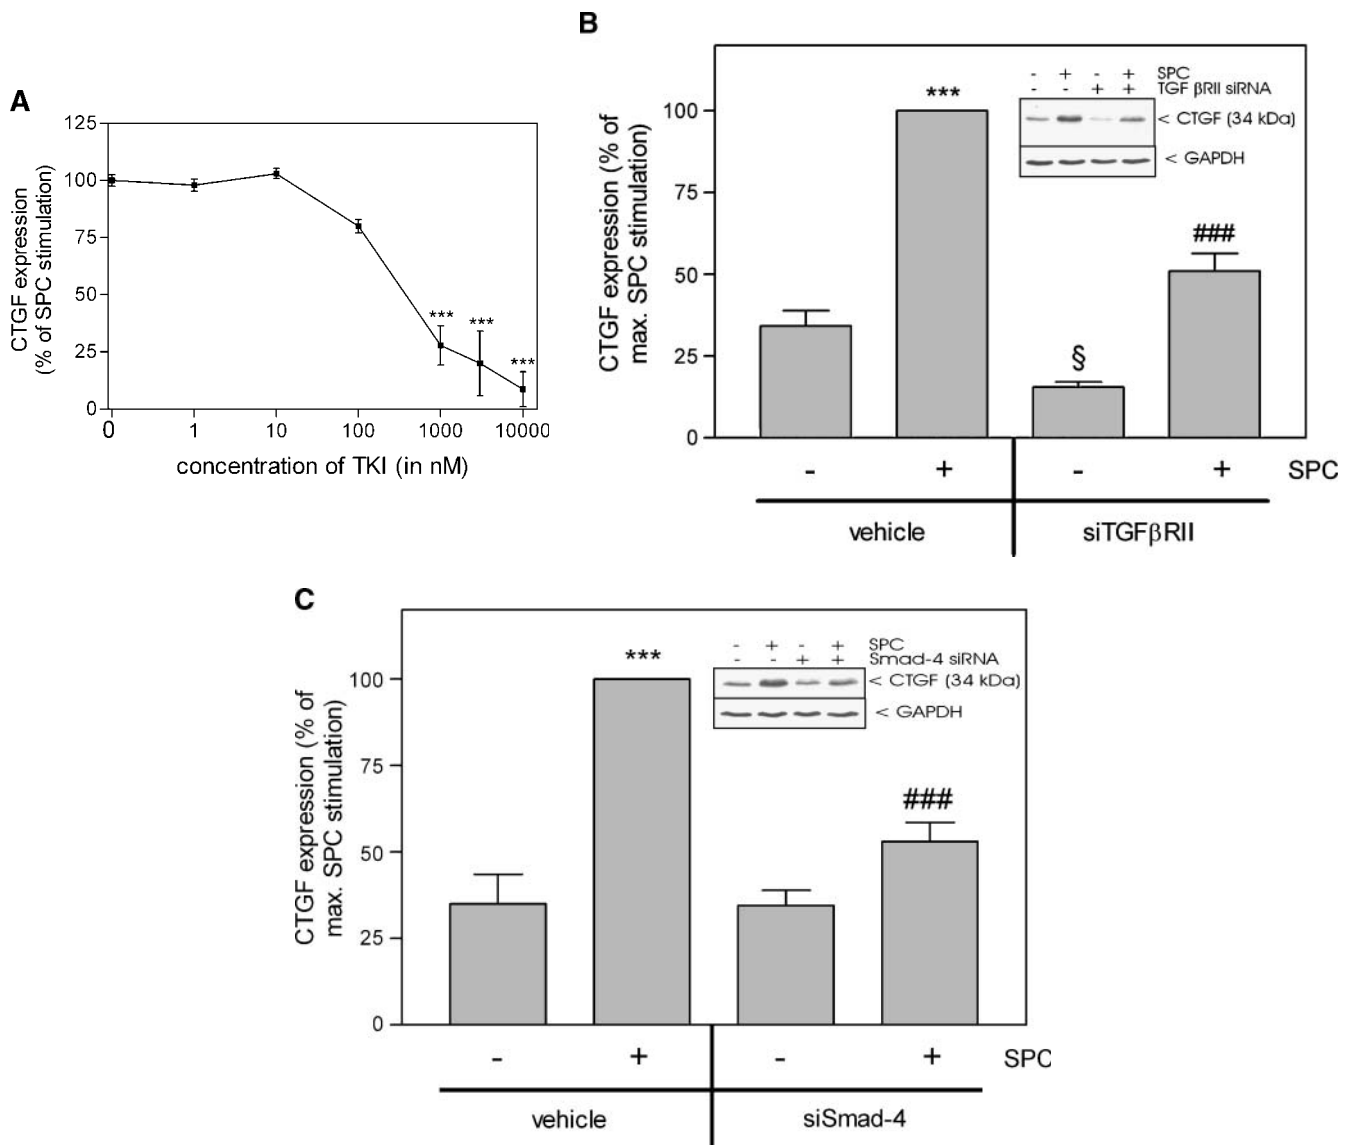 A
CTGF expression
(% of SPC stimulation)
125
100
75
50
25
0
***
***
***
0 1 10 100 1000 10000
concentration of TKI (in nM)
B
CTGF expression (% of
max. SPC stimulation)
100
75
50
25
0
***
§
###
- + - + SPC
- - + + TGF βRII siRNA
< CTGF (34 kDa)
< GAPDH
- + - + SPC
vehicle siTGFβRII
C
CTGF expression (% of
max. SPC stimulation)
100
75
50
25
0
***
###
- + - + SPC
- - + + Smad-4 siRNA
< CTGF (34 kDa)
< GAPDH
- + - + SPC
vehicle siSmad-4